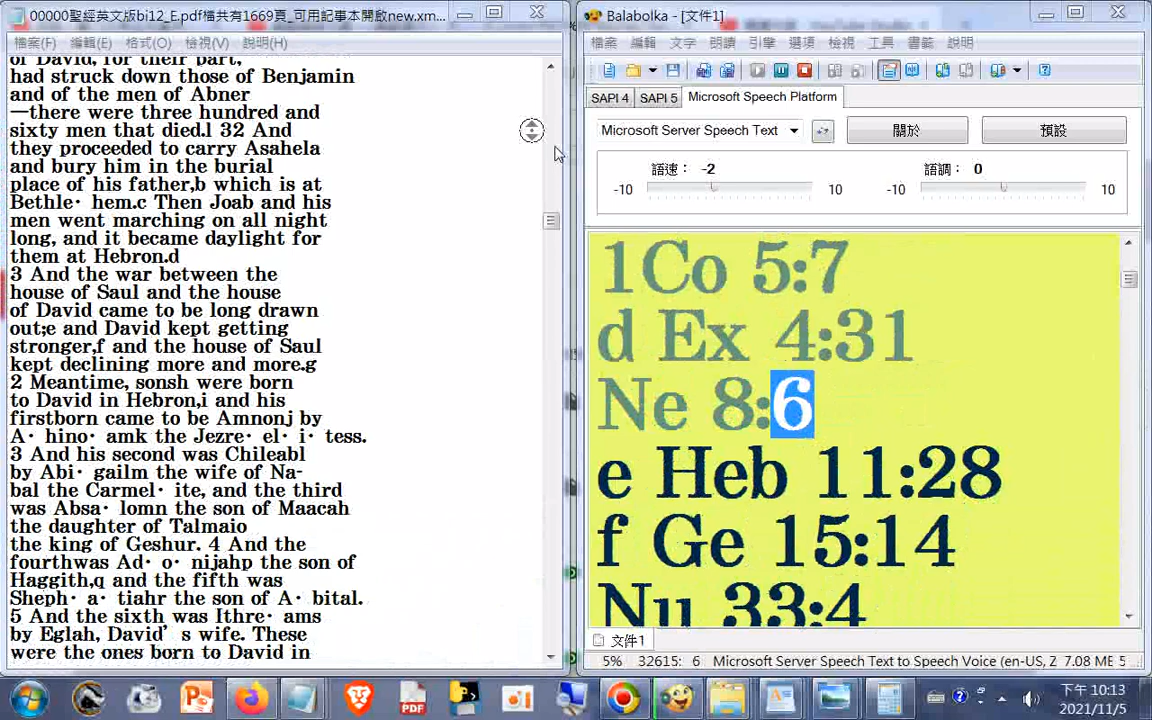 00000聖經英文版bi12_E.pdf檔共有1669頁_可用記事本開啟new.xm...
檔案(F) 編輯(E) 格式(O) 檢視(V) 說明(H)
of David, for their part,
had struck down those of Benjamin
and of the men of Abner
—there were three hundred and
sixty men that died.l 32 And
they proceeded to carry Asahela
and bury him in the burial
place of his father,b which is at
Bethle· hem.c Then Joab and his
men went marching on all night
long, and it became daylight for
them at Hebron.d
3 And the war between the
house of Saul and the house
of David came to be long drawn
out;e and David kept getting
stronger,f and the house of Saul
kept declining more and more.g
2 Meantime, sonsh were born
to David in Hebron,i and his
firstborn came to be Amnonj by
A· hino· amk the Jezre· el· i· tess.
3 And his second was Chileabl
by Abi· gailm the wife of Na-
bal the Carmel· ite, and the third
was Absa· lomn the son of Maacah
the daughter of Talmaio
the king of Geshur. 4 And the
fourthwas Ad· o· nijahp the son of
Haggith,q and the fifth was
Sheph· a· tiahr the son of A· bital.
5 And the sixth was Ithre· ams
by Eglah, David’s wife. These
were the ones born to David in
Balabolka - [文件1]
檔案 編輯 文字 朗讀 引擎 選項 檢視 工具 書籤 說明
SAPI 4 SAPI 5 Microsoft Speech Platform
Microsoft Server Speech Text 關於 預設
語速： -2 語調： 0
-10 10 -10 10
1Co 5:7
d Ex 4:31
Ne 8:6
e Heb 11:28
f Ge 15:14
Nu 33:4
文件1
5% 32615: 6 Microsoft Server Speech Text to Speech Voice (en-US, Z 7.08 MB 5
PDF
下午 10:13
2021/11/5